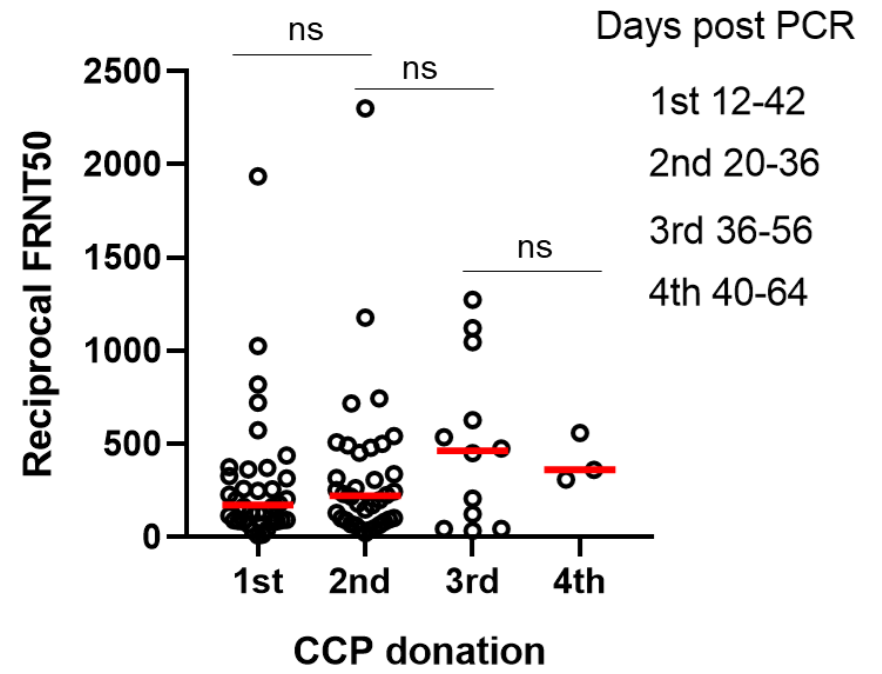 ns
ns
ns
Days post PCR
1st 12-42
2nd 20-36
3rd 36-56
4th 40-64
Reciprocal FRNT50
2500
2000
1500
1000
500
0
1st 2nd 3rd 4th
CCP donation